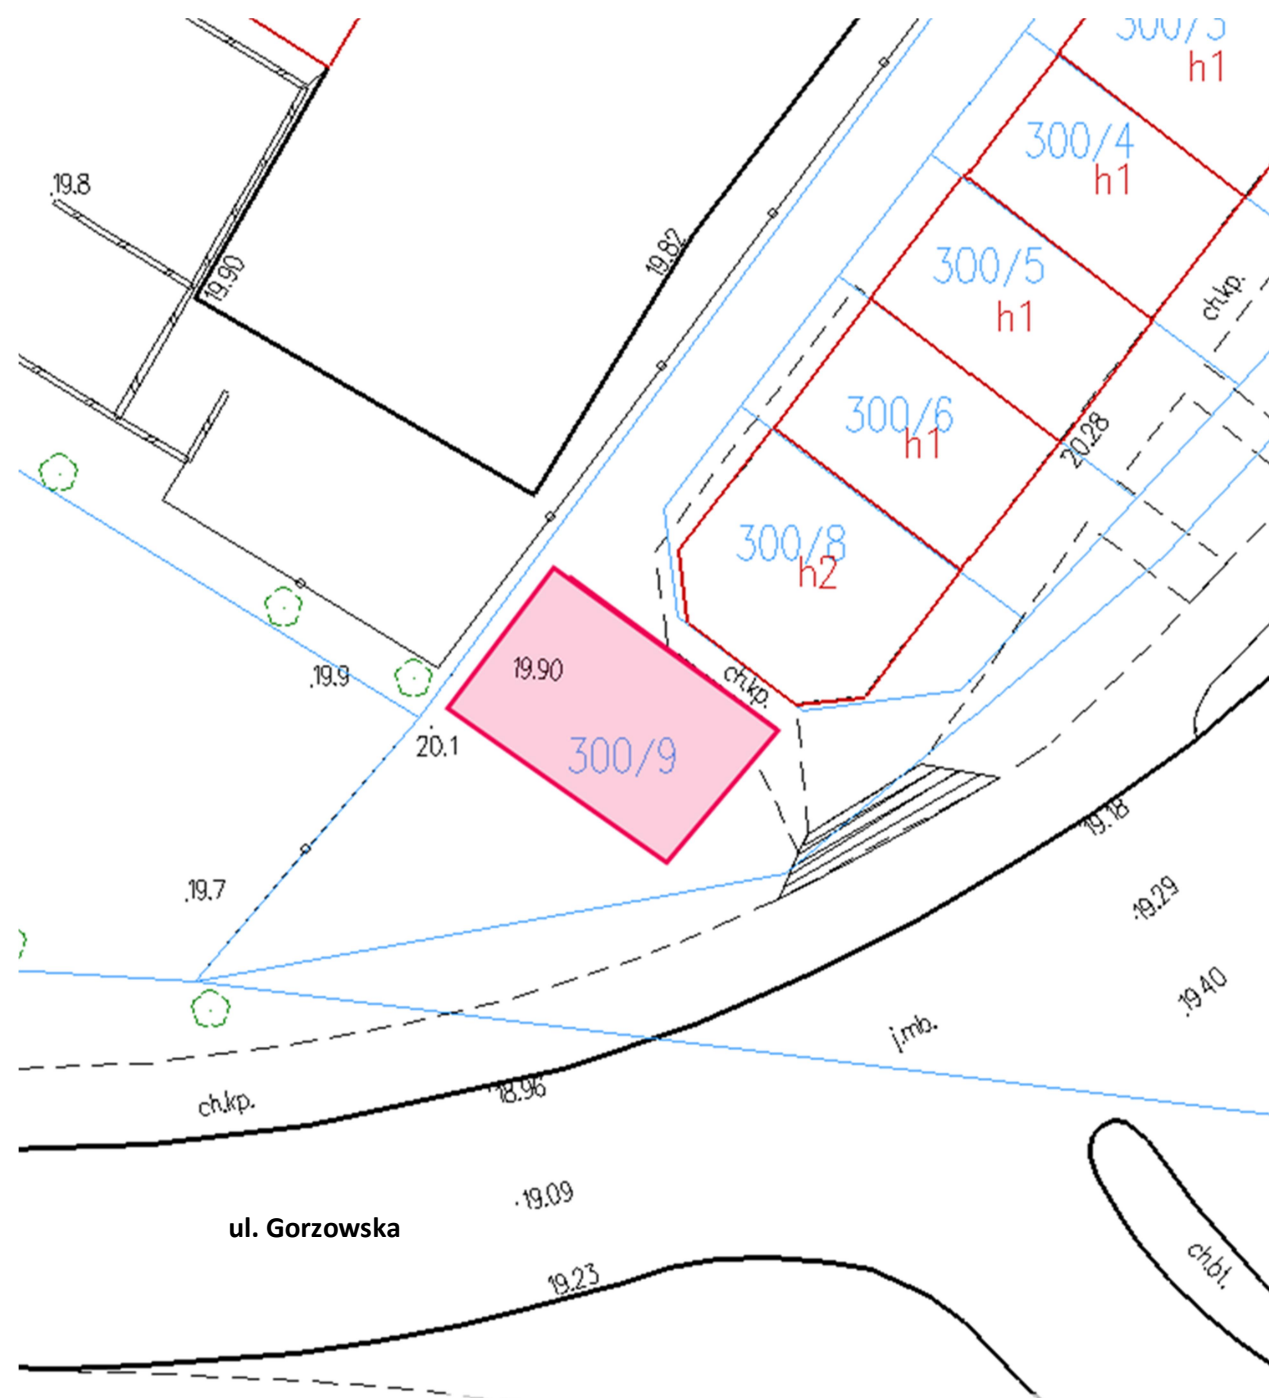 300/3
h1
300/4
h1
.19.8
19.82
300/5
19.90
ch.kp.
h1
300/6
h1
20.28
300/8
h2
19.90
.19.9
ch.kp.
20.1
300/9
19.18
.19.7
.19.29
.19.40
j.mb.
18.96
ch.kp.
.19.09
ul. Gorzowska
19.23
ch.bt.